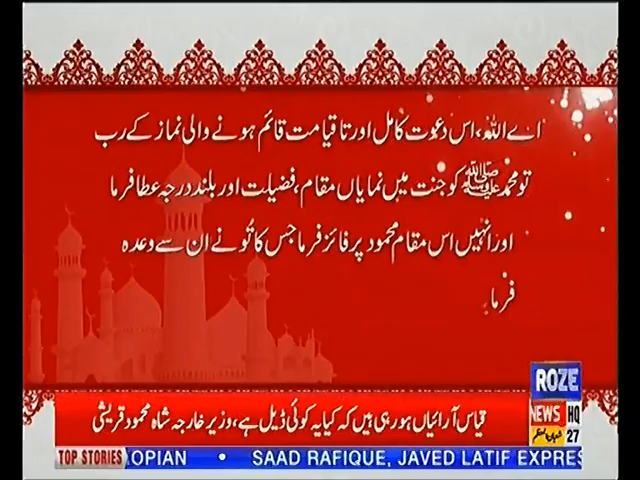 اے اللہ، اس دعوت کامل اور تا قیامت قائم ہونے والی نماز کے رب
تو محمد ﷺ کو جنت میں نمایاں مقام، فضیلت اور بلند درجہ عطا فرما
اور انہیں اس مقام محمود پر فائز فرما جس کا تُو نے ان سے وعدہ
فرما
ROZE
NEWS HQ
قیاس آرائیاں ہو رہی ہیں کہ کیا یہ کوئی ڈیل ہے، وزیر خارجہ شاہ محمود قریشی
27 شعبان المعظم
TOP STORIES OPIAN • SAAD RAFIQUE, JAVED LATIF EXPRES